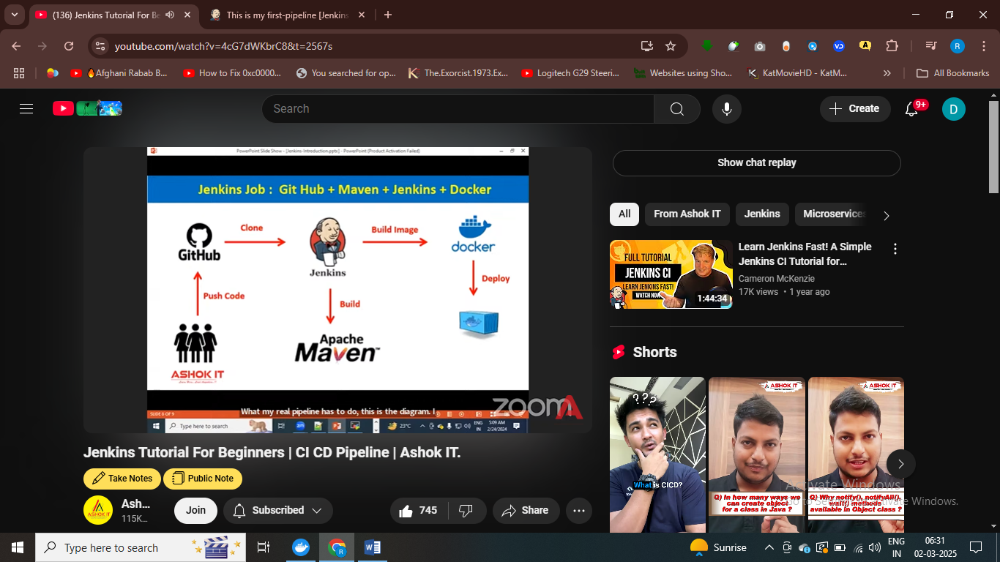 (136) Jenkins Tutorial For Be
This is my first-pipeline [Jenkins
youtube.com/watch?v=4cG7dWKbrC8&t=2567s
R
Afghani Rabab B...
How to Fix 0xc0000...
You searched for op...
The.Exorcist.1973.Ex...
Logitech G29 Steeri...
Websites using Sho...
KatMovieHD - KatM...
All Bookmarks
Search
Create
9+
D
PowerPoint Slide Show - [Jenkins-Introduction.pptx] - PowerPoint (Product Activation Failed)
Jenkins Job : Git Hub + Maven + Jenkins + Docker
Clone
Build Image
GitHub
Jenkins
docker
Push Code
Build
Deploy
Apache
Maven™
ASHOK IT
What my real pipeline has to do, this is the diagram. I
SLIDE 8 OF 9
zoom
Type here to search
23°C
ENG
IN
5:09 AM
2/24/2024
Jenkins Tutorial For Beginners | CI CD Pipeline | Ashok IT.
Take Notes
Public Note
ASHOK IT
Ash...
115K...
Join
Subscribed
745
Share
Show chat replay
All
From Ashok IT
Jenkins
Microservices
FULL TUTORIAL
JENKINS CI
LEARN JENKINS FAST!
WATCH NOW
1:44:34
Learn Jenkins Fast! A Simple
Jenkins CI Tutorial for...
Cameron McKenzie
17K views • 1 year ago
Shorts
???
What is CICD?
ASHOK IT
Q) In how many ways we
can create object
for a class in Java ?
ASHOK IT
Q) Why notify(), notifyAll(),
wait() methods
available in Object class ?
Activate Windows
Go to Settings to activate Windows.
Type here to search
Sunrise
ENG
IN
06:31
02-03-2025